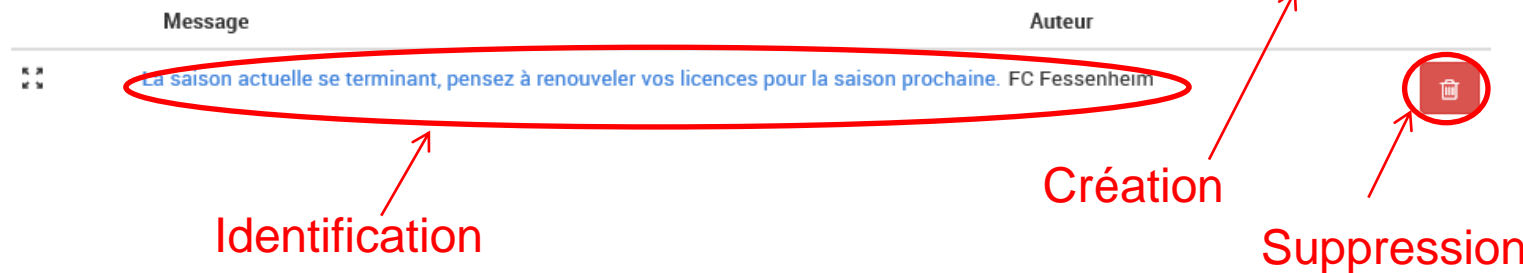 Message Auteur
La saison actuelle se terminant, pensez à renouveler vos licences pour la saison prochaine. FC Fessenheim
Création
Identification
Suppression